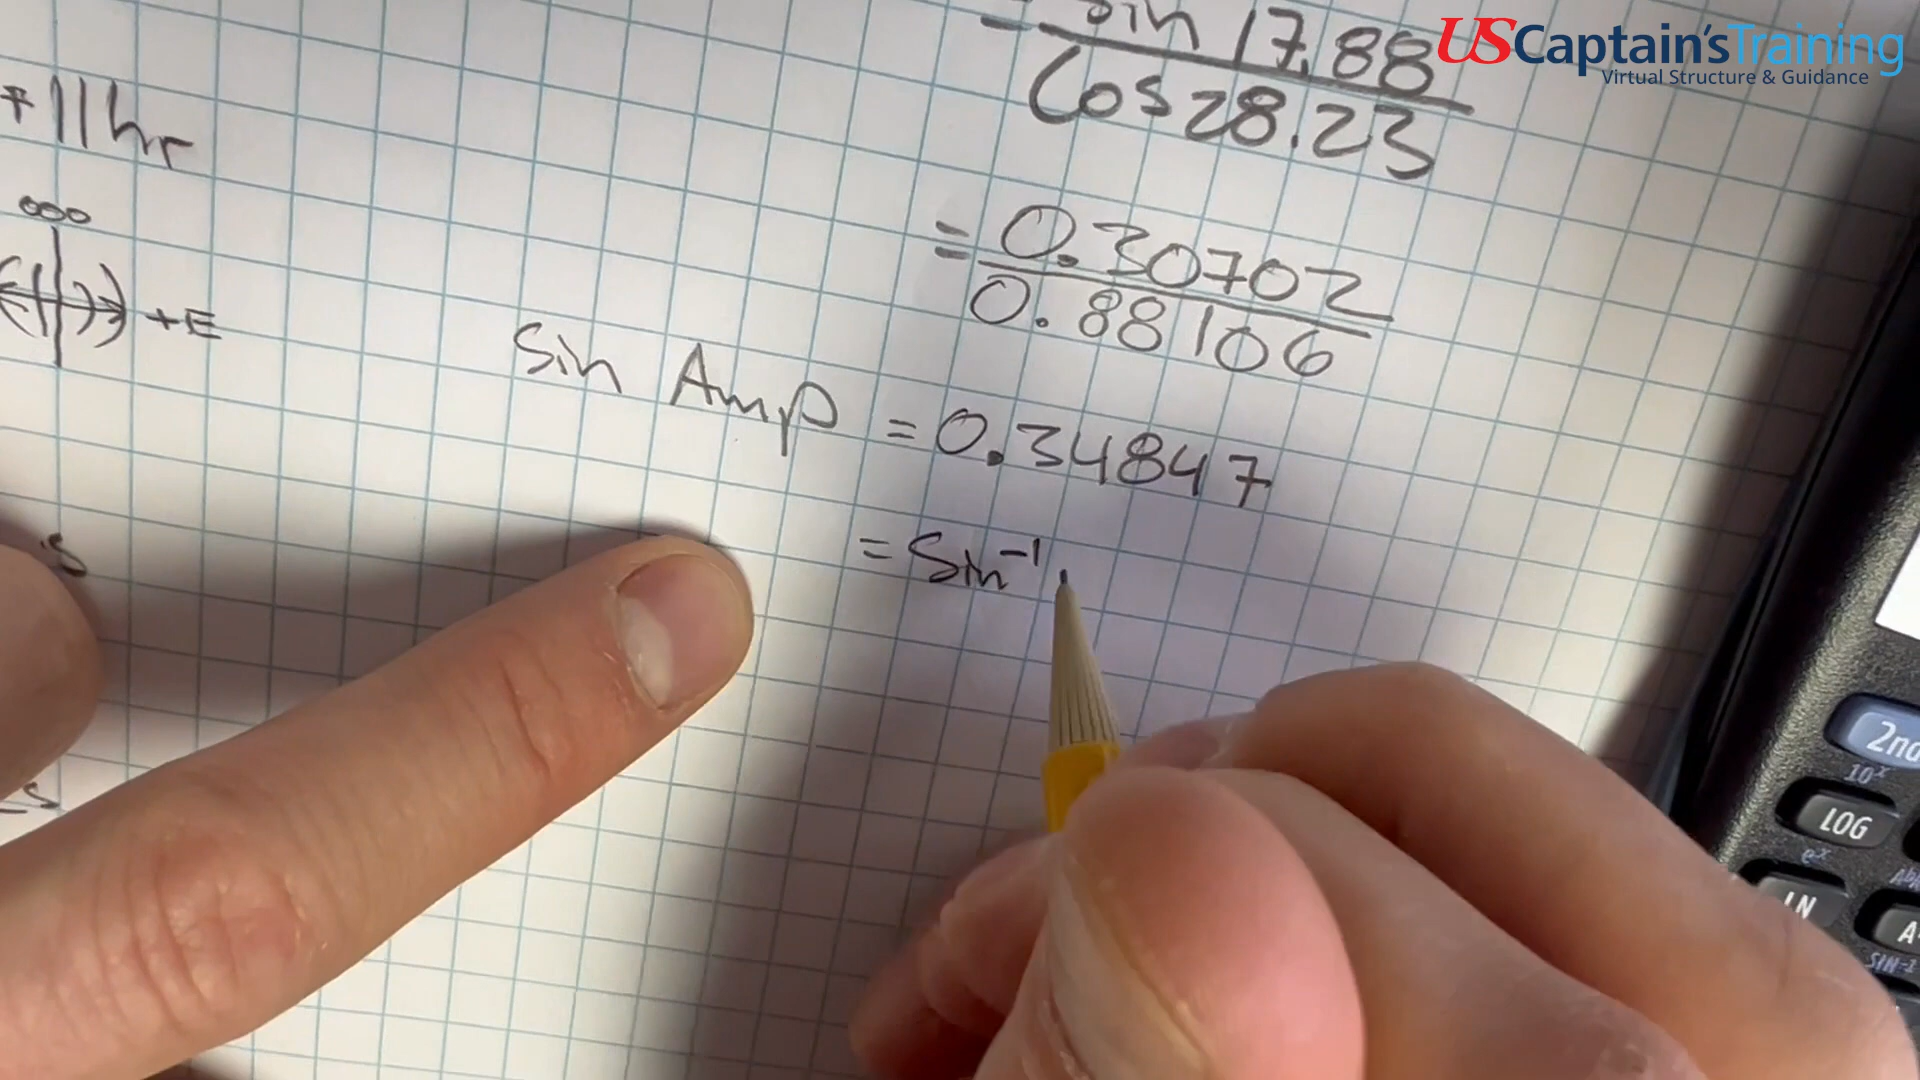 = Sin 17.88
Cos 28.23
USCaptain'sTraining
Virtual Structure & Guidance
+11hr
000
+E
= 0.30702
0.88106
Sin Amp = 0.34847
= Sin⁻¹
's
s
2nd
10ˣ
LOG
eˣ
LN
A
SIN-1